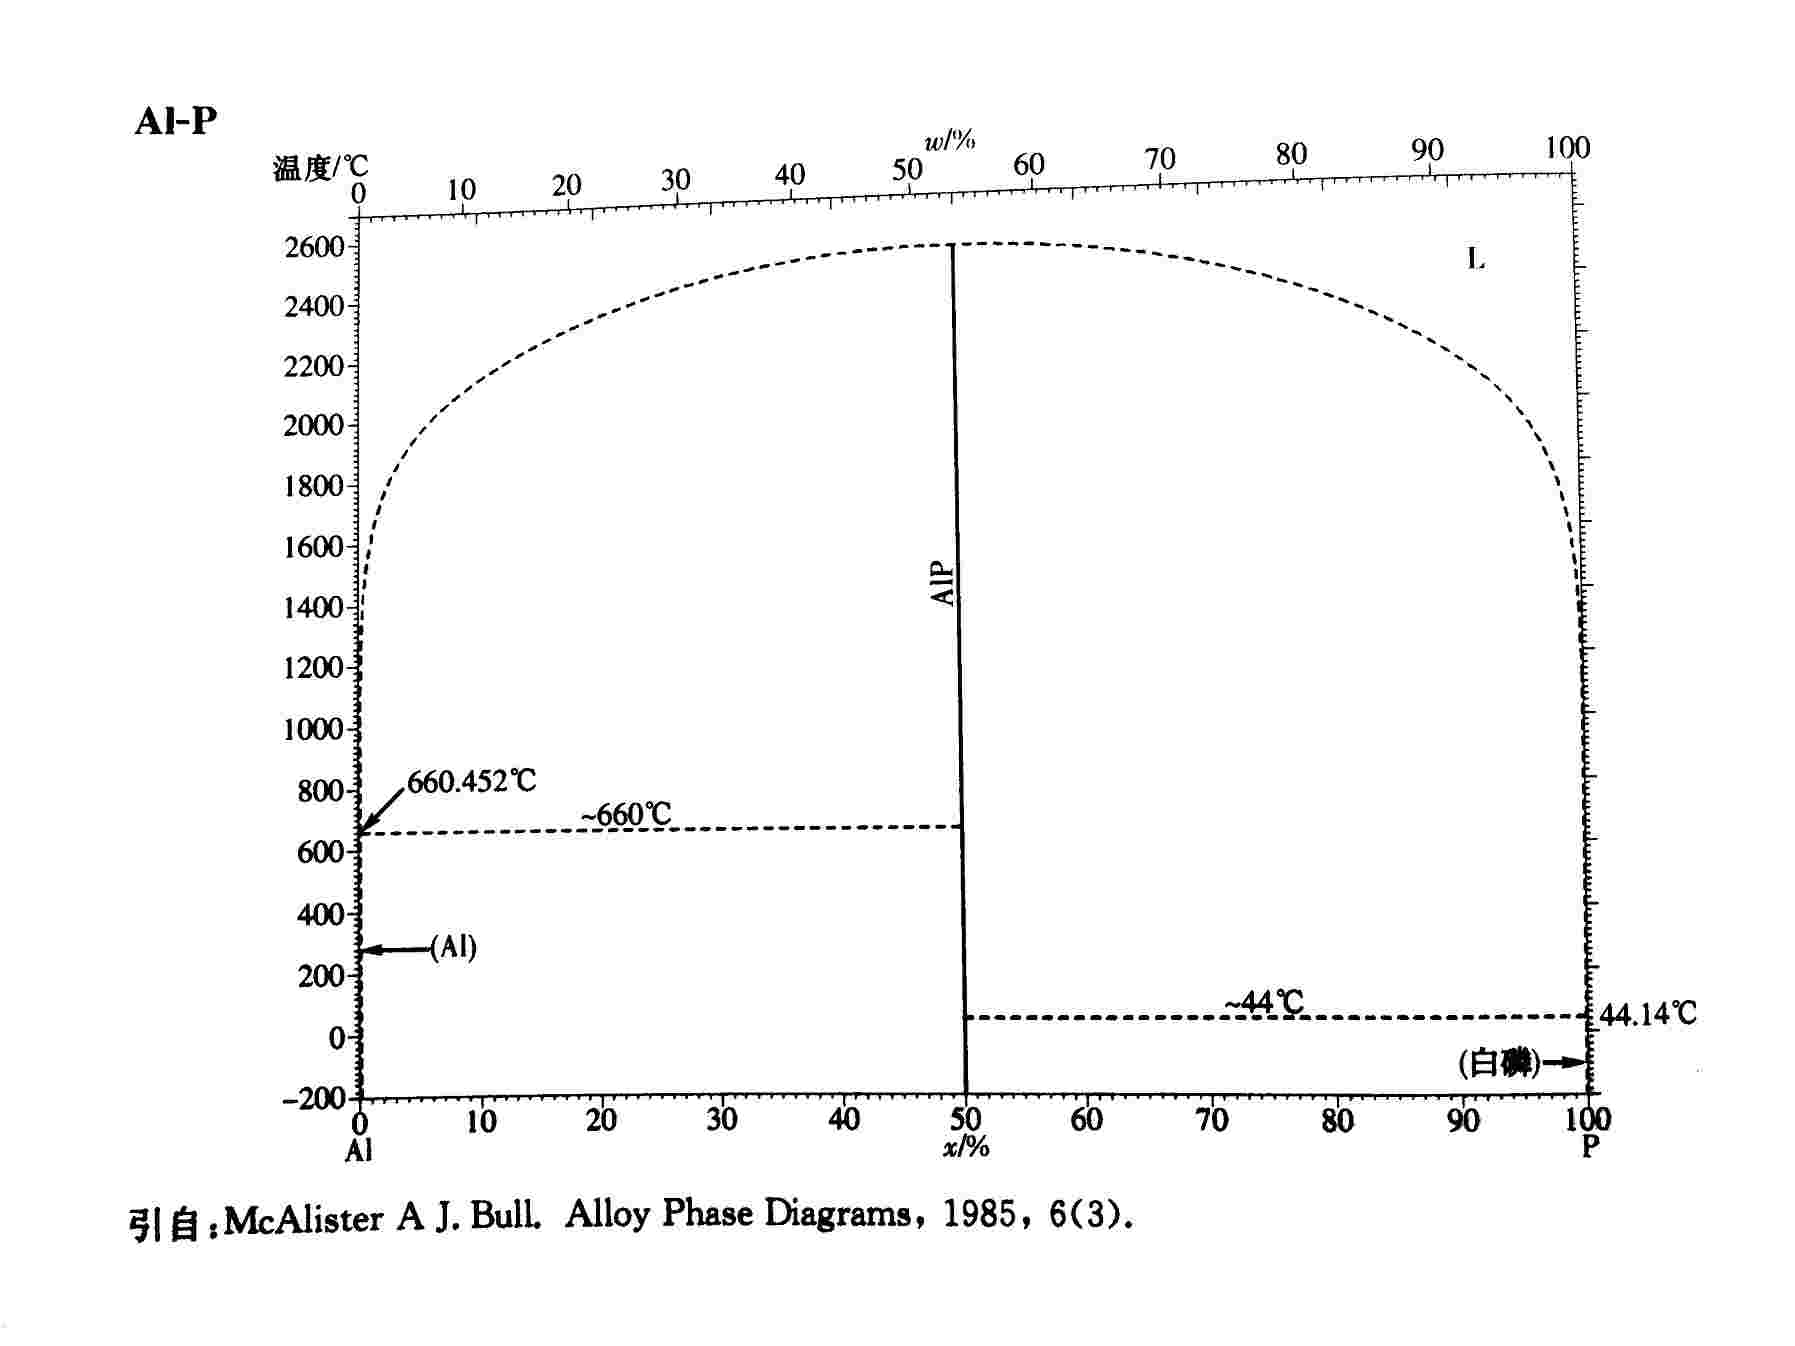 Al-P
w/%
温度/℃
0 10 20 30 40 50 60 70 80 90 100
2600
L
2400
2200
2000
1800
1600
AlP
1400
1200
1000
800
660.452℃
~660℃
600
400
(Al)
200
~44℃
44.14℃
0
(白磷)
-200
0 10 20 30 40 50 60 70 80 90 100
Al x/% P
引自:McAlister A J. Bull. Alloy Phase Diagrams, 1985, 6(3).